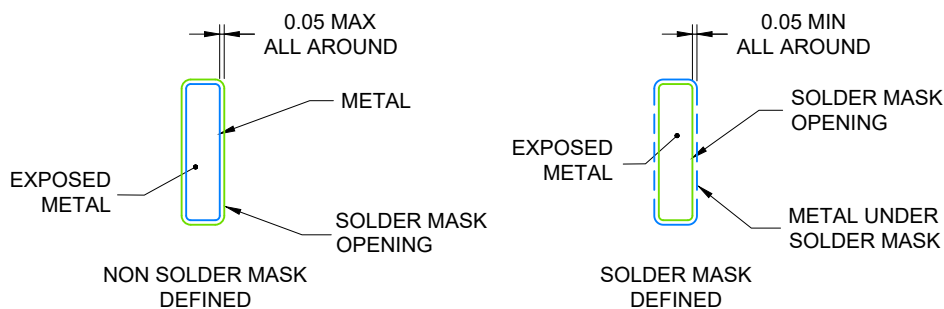 0.05 MAX
ALL AROUND
METAL
EXPOSED
METAL
SOLDER MASK
OPENING
NON SOLDER MASK
DEFINED
0.05 MIN
ALL AROUND
SOLDER MASK
OPENING
EXPOSED
METAL
METAL UNDER
SOLDER MASK
SOLDER MASK
DEFINED